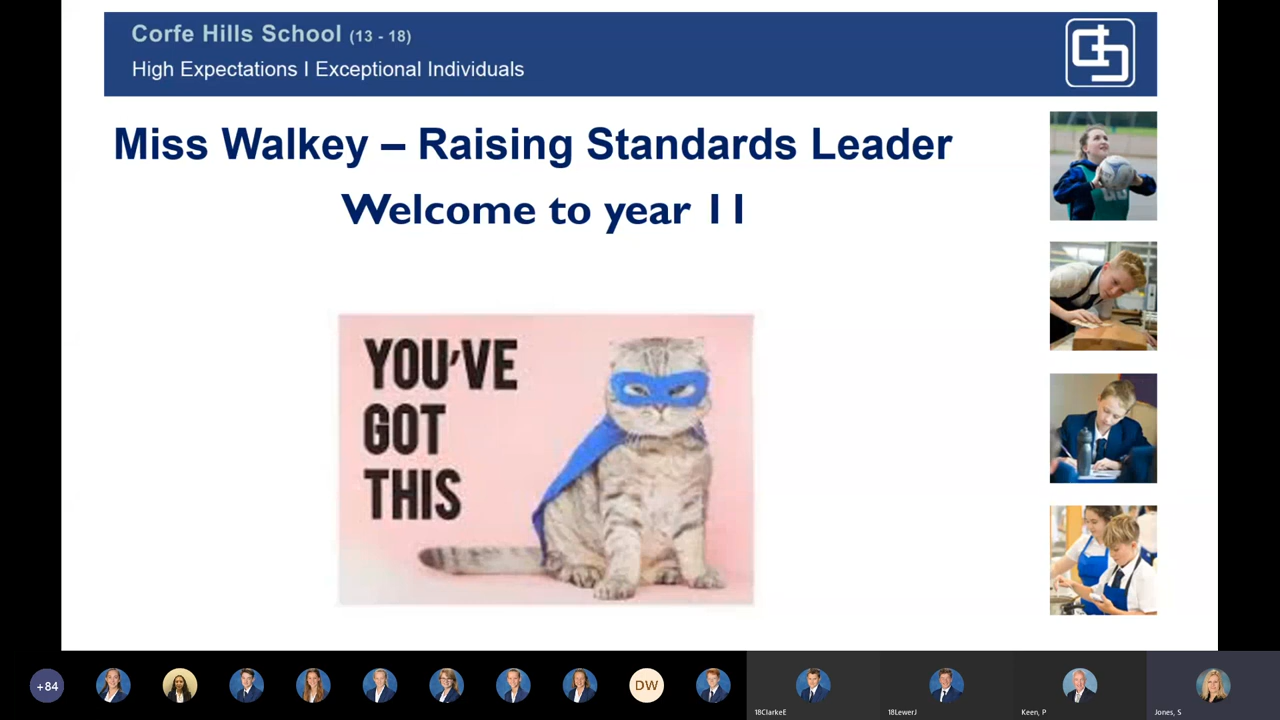 Corfe Hills School (13 - 18)
High Expectations I Exceptional Individuals
Miss Walkey – Raising Standards Leader
Welcome to year 11
YOU'VE
GOT
THIS
+84
DW
18ClarkeE
18LewerJ
Keen, P
Jones, S